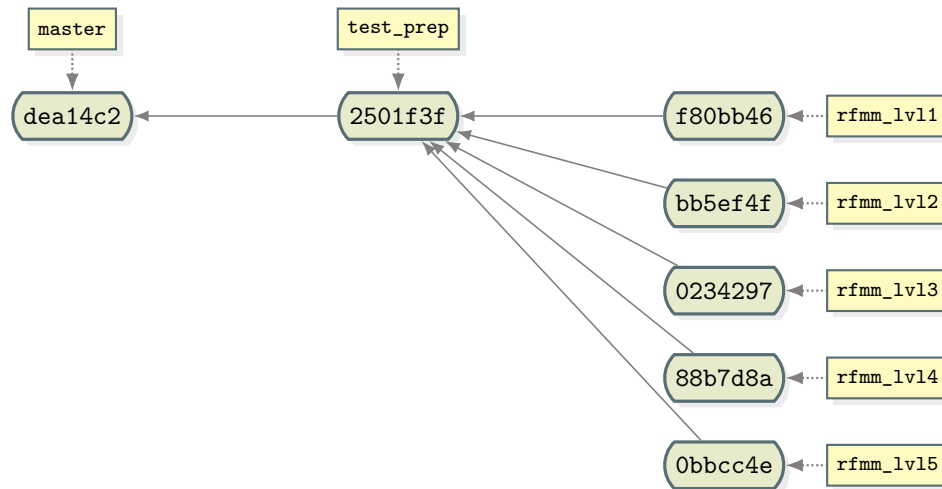 master
test_prep
dea14c2
2501f3f
f80bb46
rfmm_lvl1
bb5ef4f
rfmm_lvl2
0234297
rfmm_lvl3
88b7d8a
rfmm_lvl4
0bbcc4e
rfmm_lvl5